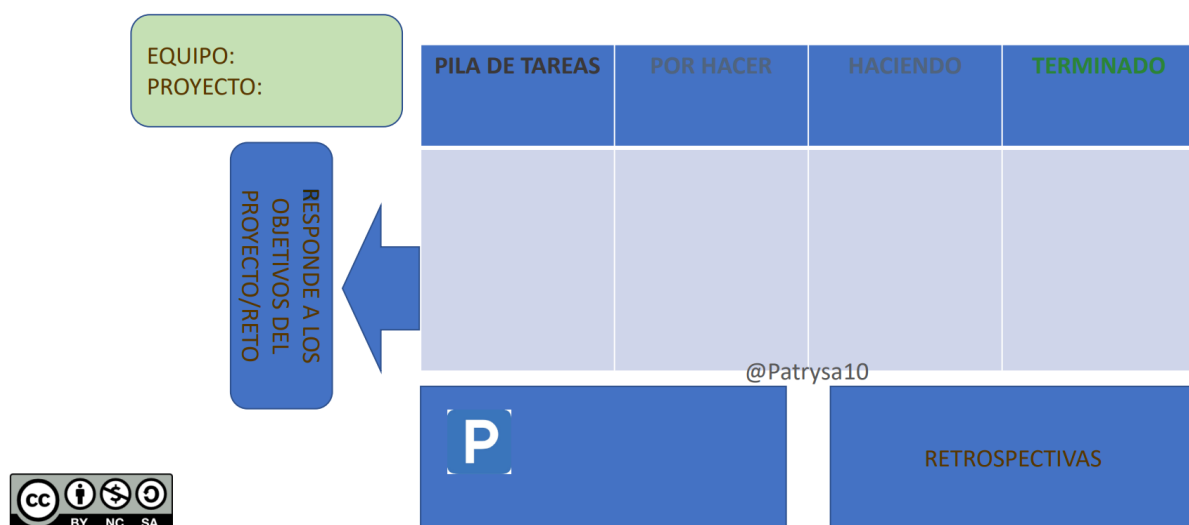 EQUIPO:
PROYECTO:
PILA DE TAREAS
POR HACER
HACIENDO
TERMINADO
RESPONDE A LOS
OBJETIVOS DEL
PROYECTO/RETO
@Patrysa10
P
RETROSPECTIVAS
cc
BY NC SA